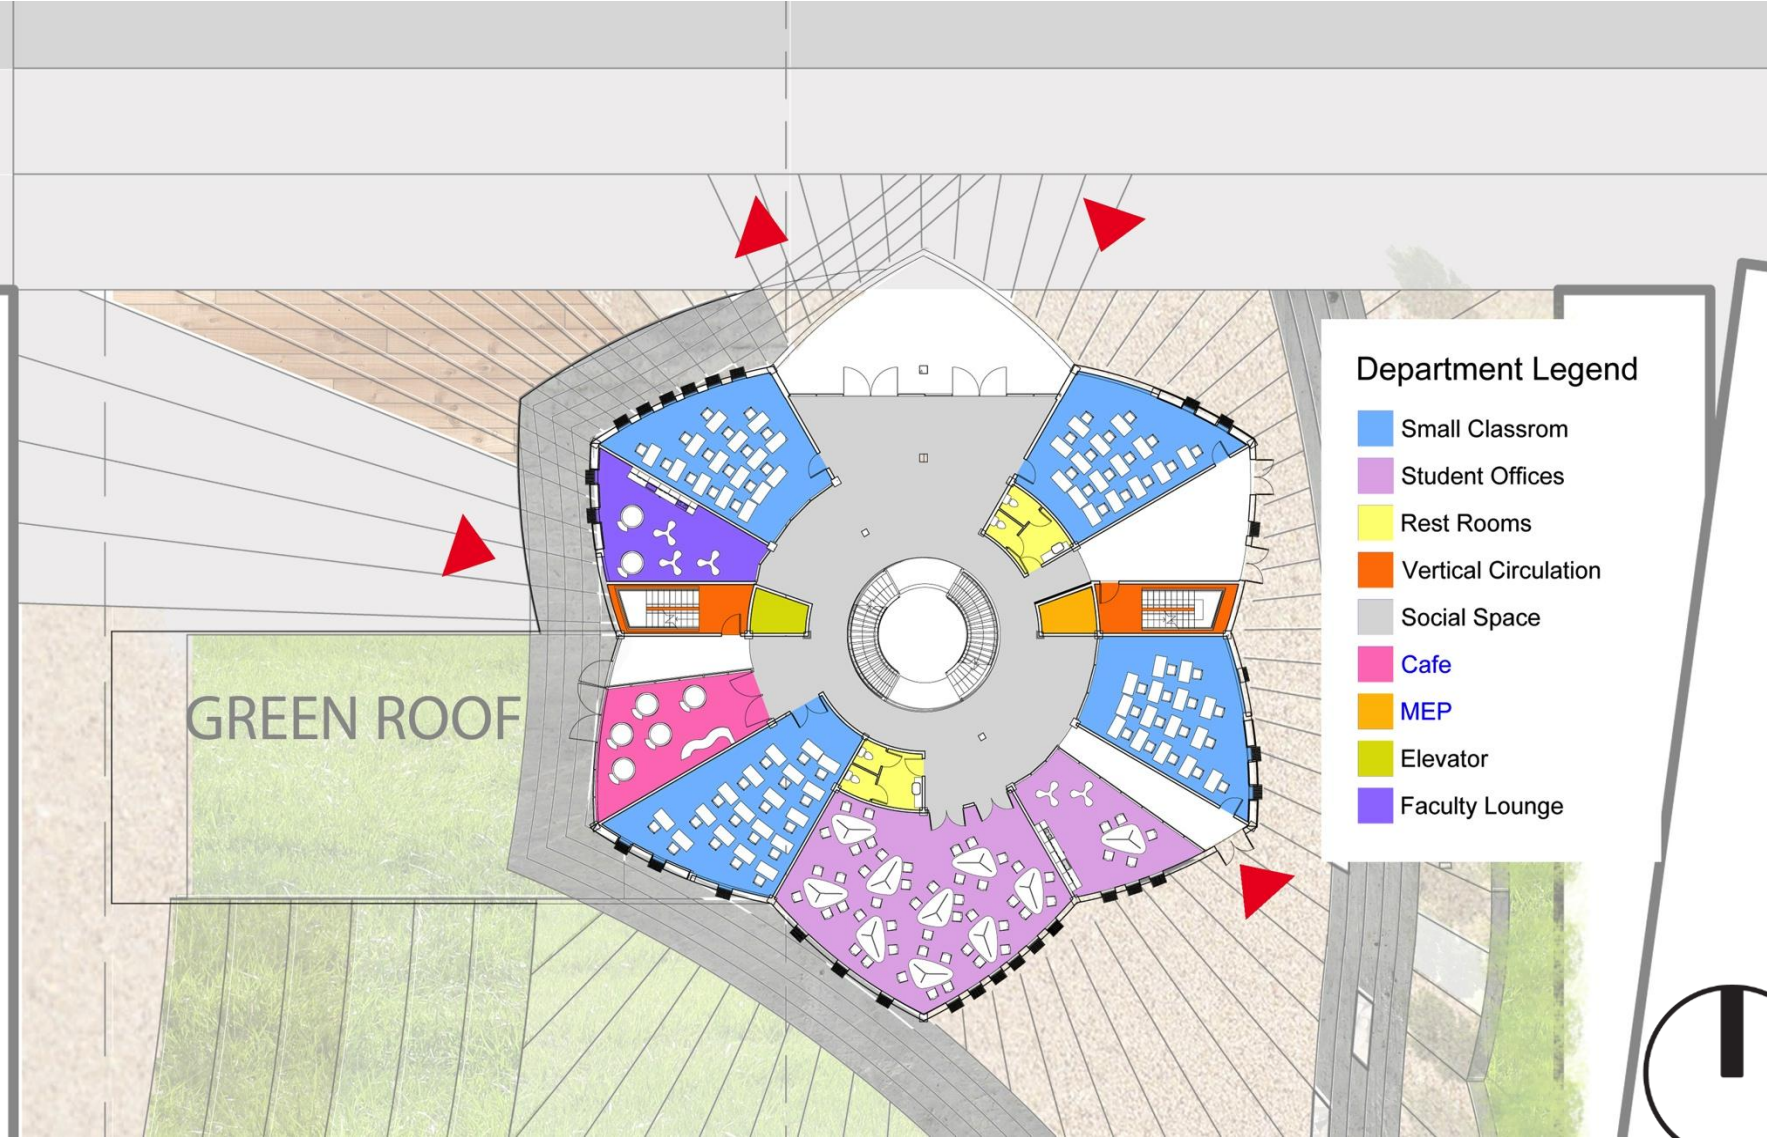 Department Legend
Small Classrom
Student Offices
Rest Rooms
Vertical Circulation
Social Space
Cafe
MEP
Elevator
Faculty Lounge
GREEN ROOF